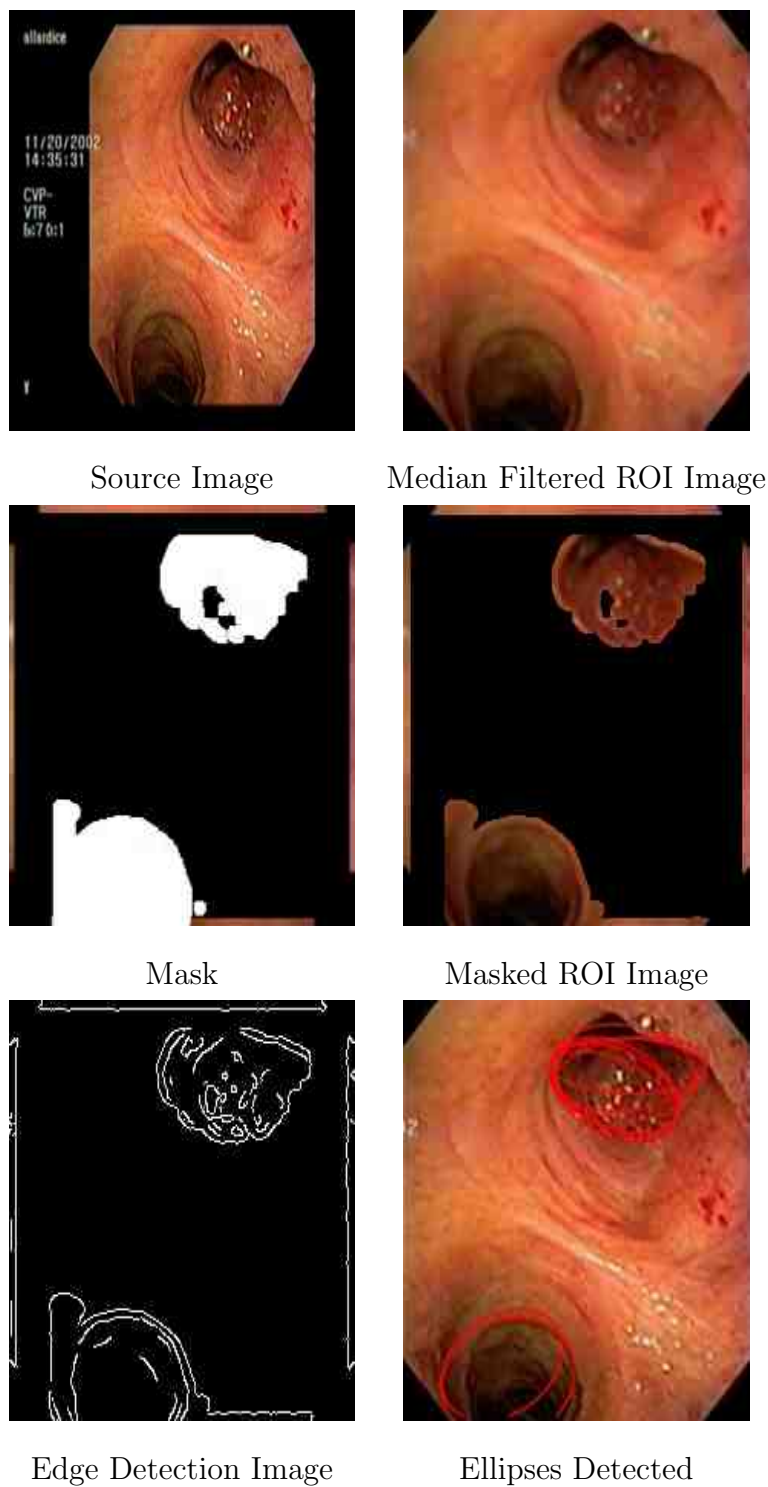 allardice
11/20/2002
14:35:31
CVP-
VTR
Source Image
Median Filtered ROI Image
Mask
Masked ROI Image
Edge Detection Image
Ellipses Detected